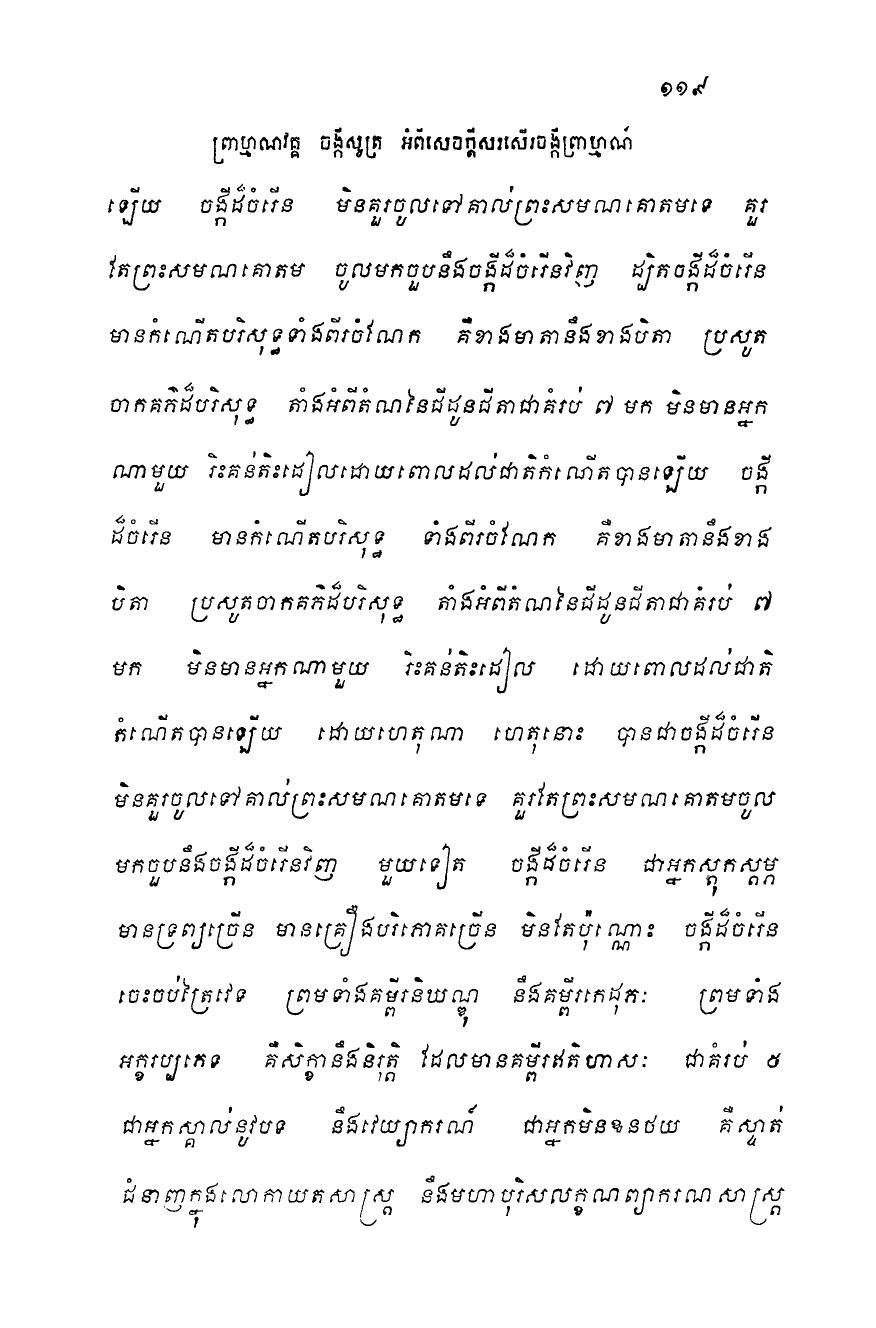 ១១៩
ព្រាហ្មណវគ្គ ចង្កីសូត្រ អំពីសេចក្តីសរសើរចង្កីព្រាហ្មណ៍
ឡើយ ចង្កីដ៏ចំរើន មិនគួរចូលទៅគាល់ព្រះសមណគោតមទេ គួរ
តែព្រះសមណគោតម ចូលមកចួបនឹងចង្កីដ៏ចំរើនវិញ ដ្បិតចង្កីដ៏ចំរើន
មានកំណើតបរិសុទ្ធទាំងពីរចំណែក គឺខាងមាតានឹងខាងបិតា ប្រសូត
ចាកគភ៌ដ៏បរិសុទ្ធ តាំងអំពីតំណនៃជីដូនជីតាជាគំរប់ ៧ មក មិនមានអ្នក
ណាមួយ រិះគន់តិះដៀលដោយពោលដល់ជាតិកំណើតបានឡើយ ចង្កី
ដ៏ចំរើន មានកំណើតបរិសុទ្ធ ទាំងពីរចំណែក គឺខាងមាតានឹងខាង
បិតា ប្រសូតចាកគភ៌ដ៏បរិសុទ្ធ តាំងអំពីតំណនៃជីដូនជីតាជាគំរប់ ៧
មក មិនមានអ្នកណាមួយ រិះគន់តិះដៀល ដោយពោលដល់ជាតិ
កំណើតបានឡើយ ដោយហេតុណា ហេតុនោះ បានជាចង្កីដ៏ចំរើន
មិនគួរចូលទៅគាល់ព្រះសមណគោតមទេ គួរតែព្រះសមណគោតមចូល
មកចួបនឹងចង្កីដ៏ចំរើនវិញ មួយទៀត ចង្កីដ៏ចំរើន ជាអ្នកស្តុកស្តម្ភ
មានទ្រព្យច្រើន មានគ្រឿងបរិភោគច្រើន មិនតែប៉ុណ្ណោះ ចង្កីដ៏ចំរើន
ចេះចប់ត្រៃវេទ ព្រមទាំងគម្ពីរនិឃណ្ឌុ នឹងគម្ពីរកេដុភៈ ព្រមទាំង
អក្ខរប្បភេទ គឺសិក្ខានឹងនិរុត្តិ ដែលមានគម្ពីរឥតិហាសៈ ជាគំរប់ ៥
ជាអ្នកស្គាល់នូវបទ នឹងវេយ្យាករណ៍ ជាអ្នកមិនខនថយ គឺស្ទាត់
ជំនាញក្នុងលោកាយតសាស្ត្រ នឹងមហាបុរិសលក្ខណព្យាករណសាស្ត្រ